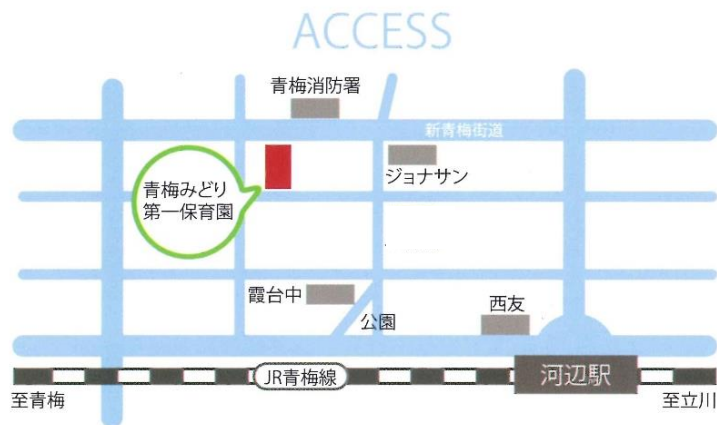 ACCESS
青梅消防署
新青梅街道
ジョナサン
青梅みどり
第一保育園
霞台中
公園
西友
JR青梅線
河辺駅
至青梅
至立川